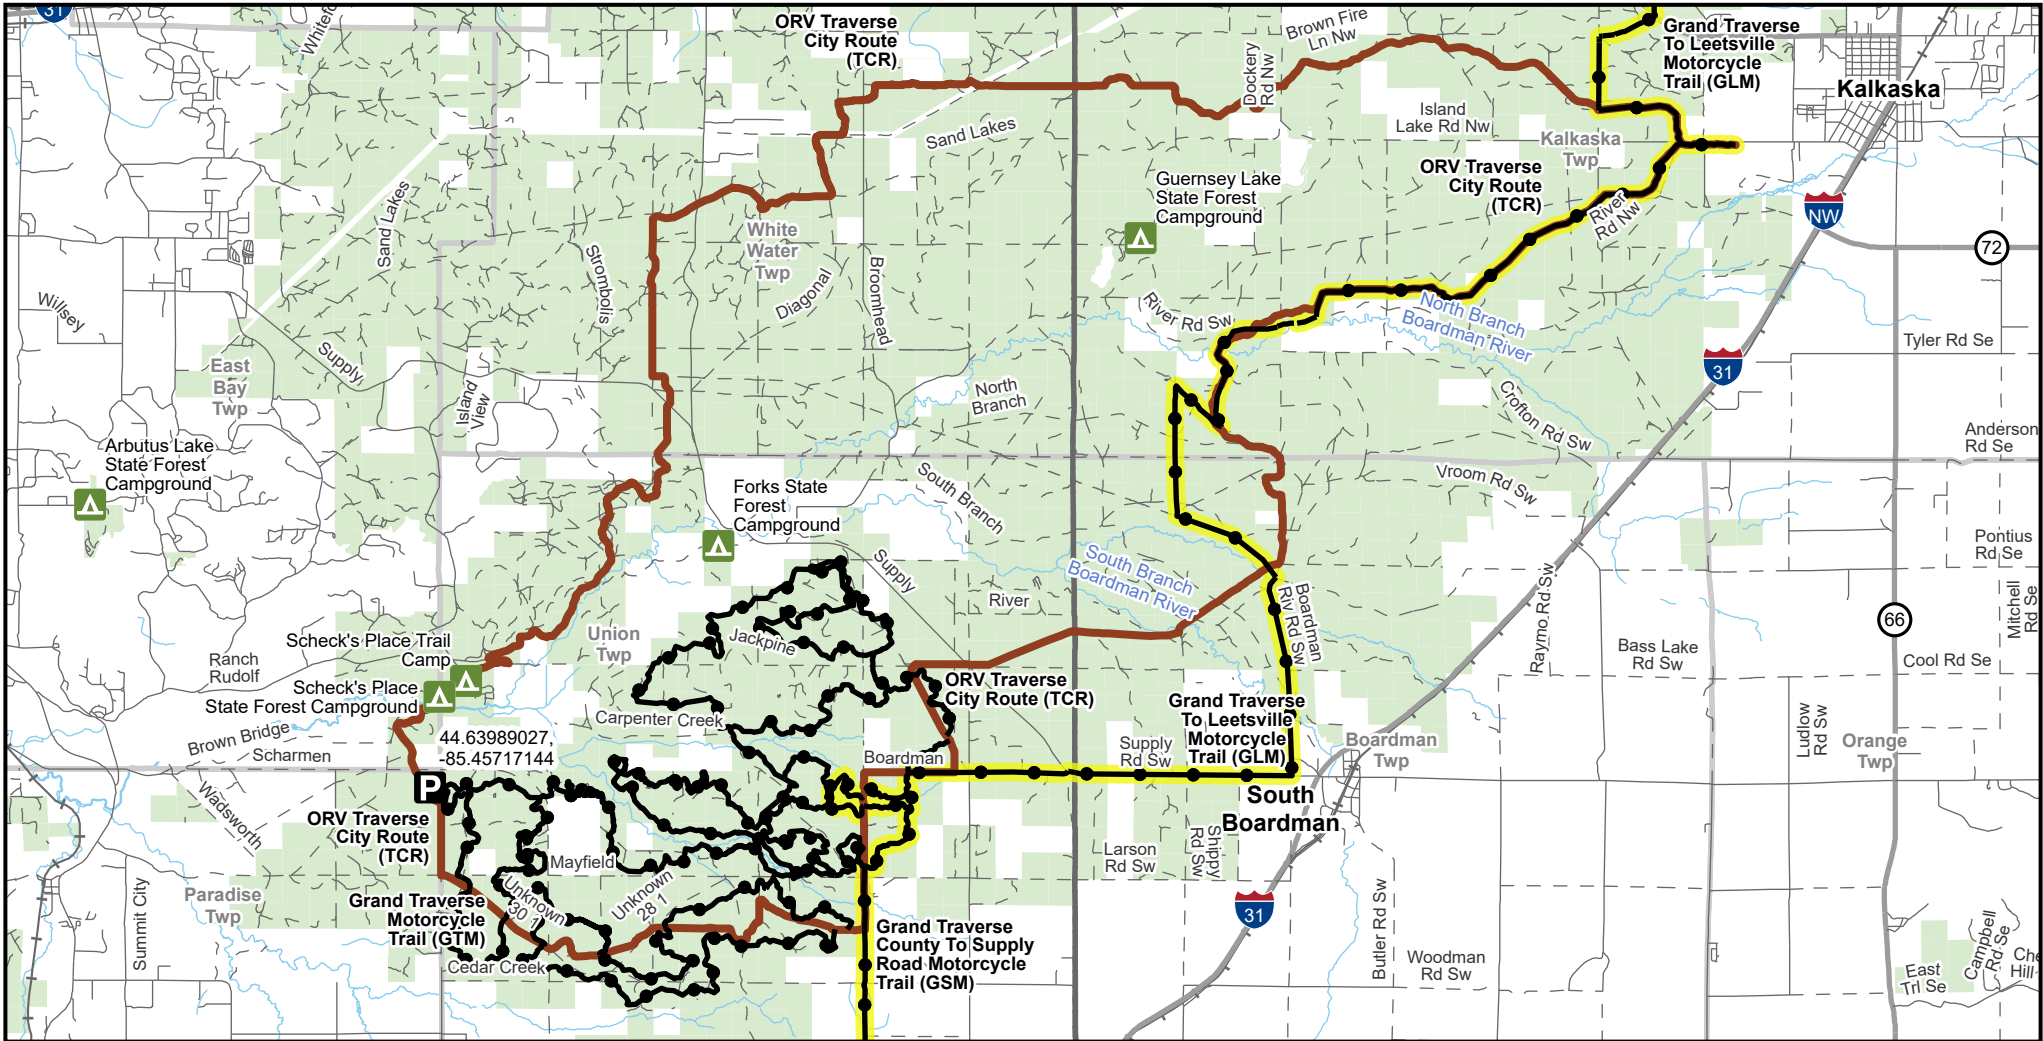 31
Whitefo
ORV Traverse
City Route
(TCR)
Brown Fire
Ln Nw
Dockery
Rd NW
Grand Traverse
To Leetsville
Motorcycle
Trail (GLM)
Kalkaska
Island
Lake Rd Nw
Sand Lakes
Kalkaska
Twp
ORV Traverse
City Route
(TCR)
Guernsey Lake
State Forest
Campground
River
Rd Nw
NW
72
Sand Lakes
White
Water
Twp
Strombolis
Diagonal
Broomhead
Willsey
Supply
River Rd Sw
North Branch
Boardman River
Tyler Rd Se
31
East
Bay
Twp
Island
View
North
Branch
Crofton Rd Sw
Anderson
Rd Se
Arbutus Lake
State Forest
Campground
Vroom Rd Sw
South Branch
Forks State
Forest
Campground
Pontius
Rd Se
Supply
South Branch
Boardman River
Raymo Rd Sw
Mitchell
Rd Se
River
Boardman
Riv Rd Sw
66
Union
Twp
Jackpine
Scheck's Place Trail
Camp
Ranch
Rudolf
Bass Lake
Rd Sw
Cool Rd Se
Scheck's Place
State Forest Campground
ORV Traverse
City Route (TCR)
Grand Traverse
To Leetsville
Motorcycle
Trail (GLM)
Carpenter Creek
Brown Bridge
Scharmen
44.63989027,
-85.45717144
Boardman
Supply
Rd Sw
Boardman
Twp
Ludlow
Rd Sw
Orange
Twp
P
Wadsworth
South
Boardman
ORV Traverse
City Route
(TCR)
Mayfield
Larson
Rd Sw
Shippy
Rd Sw
Unknown
30 1
Unknown
28 1
Paradise
Twp
Summit City
Grand Traverse
Motorcycle
Trail (GTM)
31
Butler Rd Sw
Grand Traverse
County To Supply
Road Motorcycle
Trail (GSM)
Cedar Creek
Woodman
Rd Sw
East
Trl Se
Campbell
Rd Se
Che
Hill